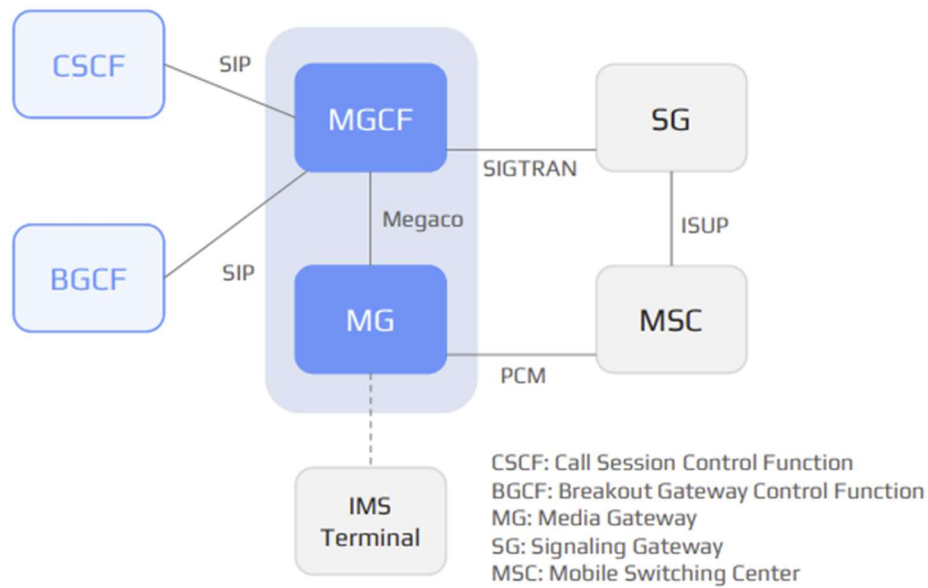 CSCF
SIP
MGCF
SG
SIGTRAN
Megaco
ISUP
BGCF
SIP
MG
MSC
PCM
IMS
Terminal
CSCF: Call Session Control Function
BGCF: Breakout Gateway Control Function
MG: Media Gateway
SG: Signaling Gateway
MSC: Mobile Switching Center